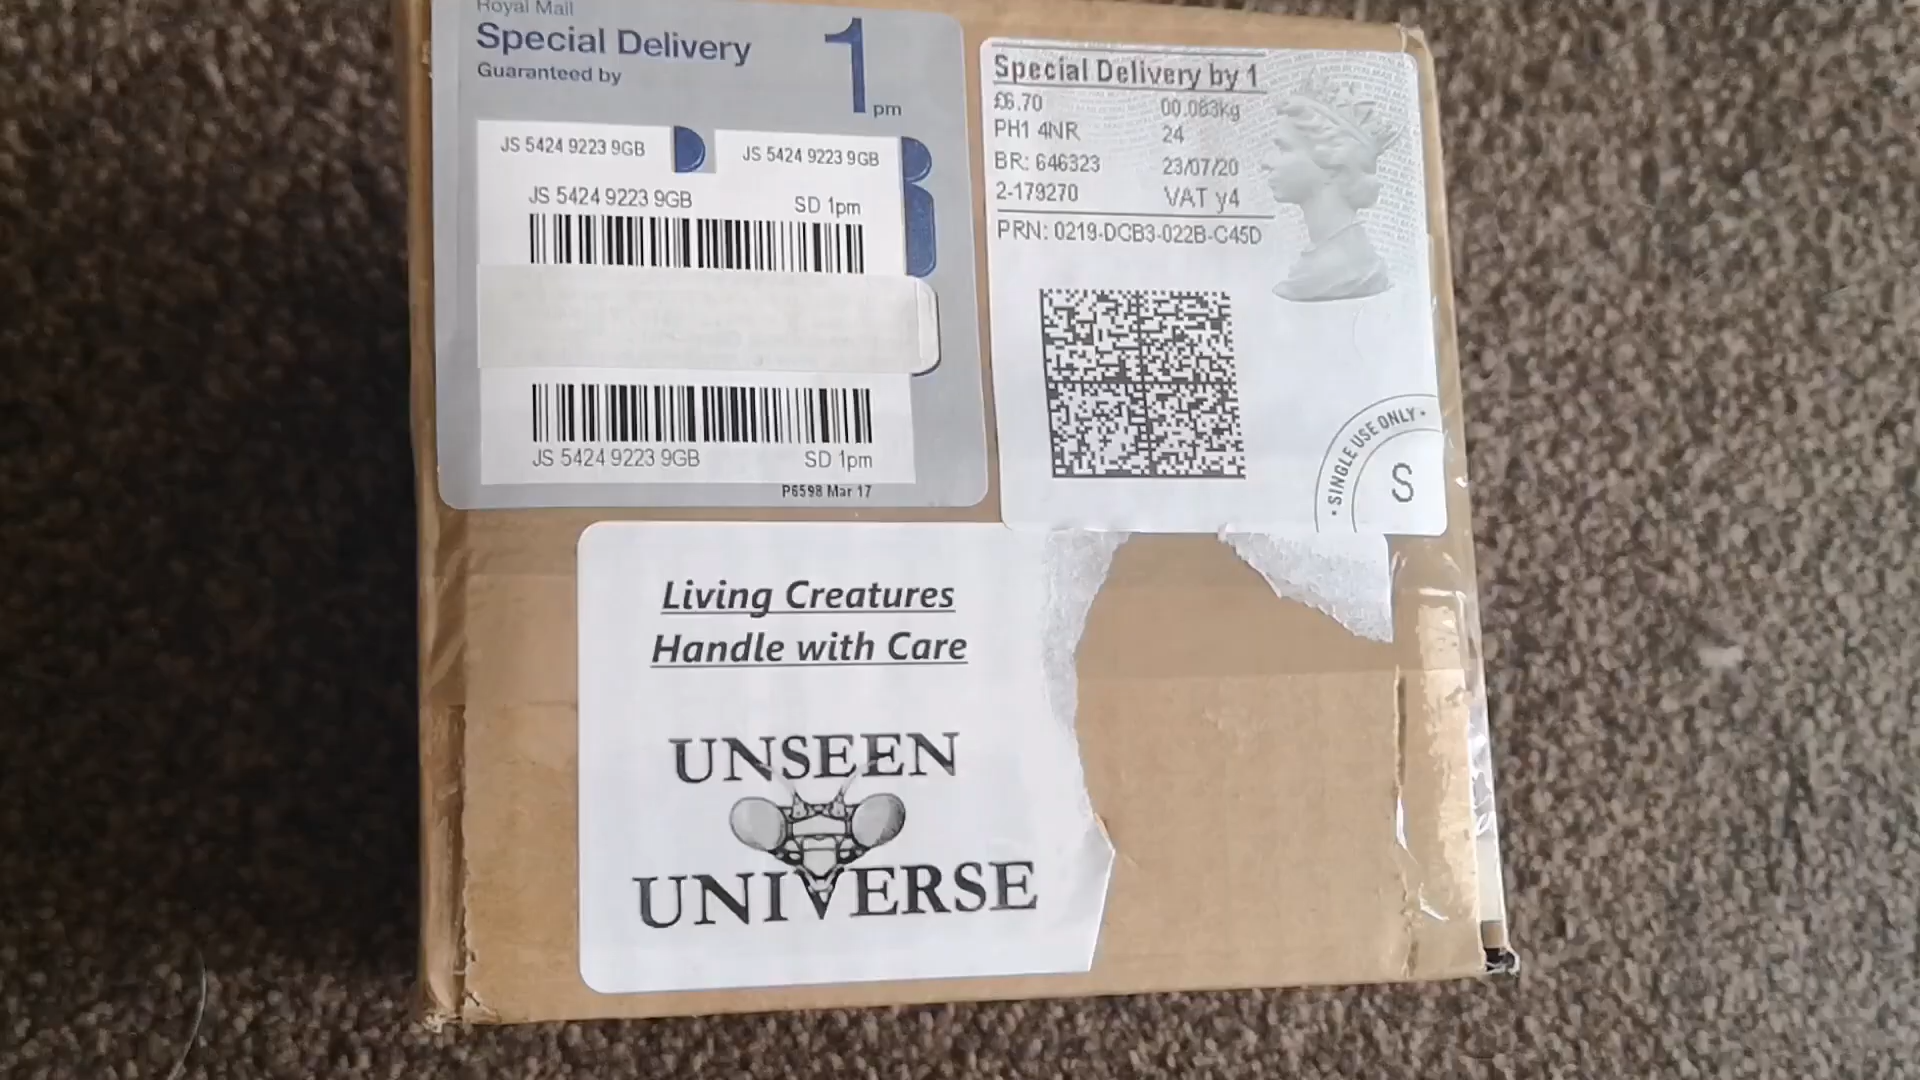 Royal Mail
Special Delivery
Guaranteed by
1 pm
JS 5424 9223 9GB
JS 5424 9223 9GB
JS 5424 9223 9GB SD 1pm
JS 5424 9223 9GB SD 1pm
P6598 Mar 17
Special Delivery by 1
£6.70 00.083kg
PH1 4NR 24
BR: 646323 23/07/20
2-179270 VAT y4
PRN: 0219-DCB3-022B-C45D
• SINGLE USE ONLY •
S
Living Creatures
Handle with Care
UNSEEN
UNIVERSE